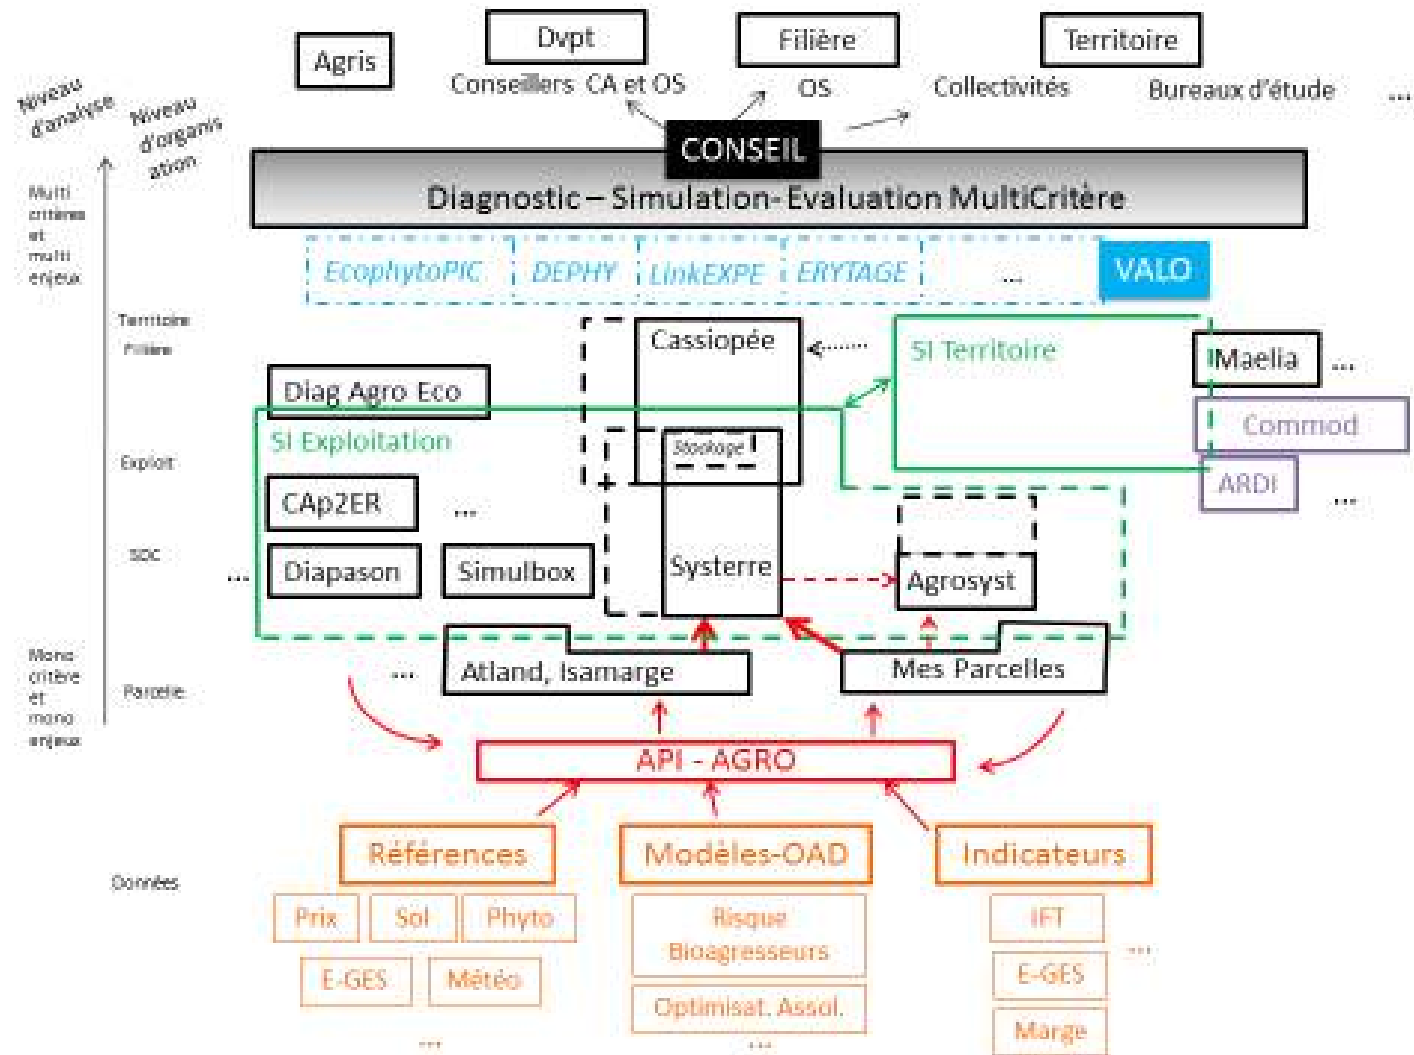 Agris
Dvpt
Filière
Territoire
Conseillers CA et OS
OS
Collectivités
Bureaux d'étude
...
Niveau
d'analyse
Niveau
d'organis
ation
CONSEIL
Diagnostic – Simulation- Evaluation MultiCritère
Multi
critères
et
multi
enjeux
EcophytoPIC
DEPHY
LinkEXPE
ERYTAGE
...
VALO
Territoire
Filière
Cassiopée
SI Territoire
Maelia
...
Diag Agro Eco
Commod
SI Exploitation
Stockage
Exploit
ARDI
...
CAp2ER
...
SDC
...
Diapason
Simulbox
Systerre
Agrosyst
Mono
critère
et
mono
enjeux
Parcelle
...
Atland, Isamarge
Mes Parcelles
API - AGRO
Références
Modèles-OAD
Indicateurs
Données
Prix
Sol
Phyto
Risque
Bioagresseurs
IFT
...
E-GES
Météo
E-GES
Optimisat. Assol.
Marge
...
...